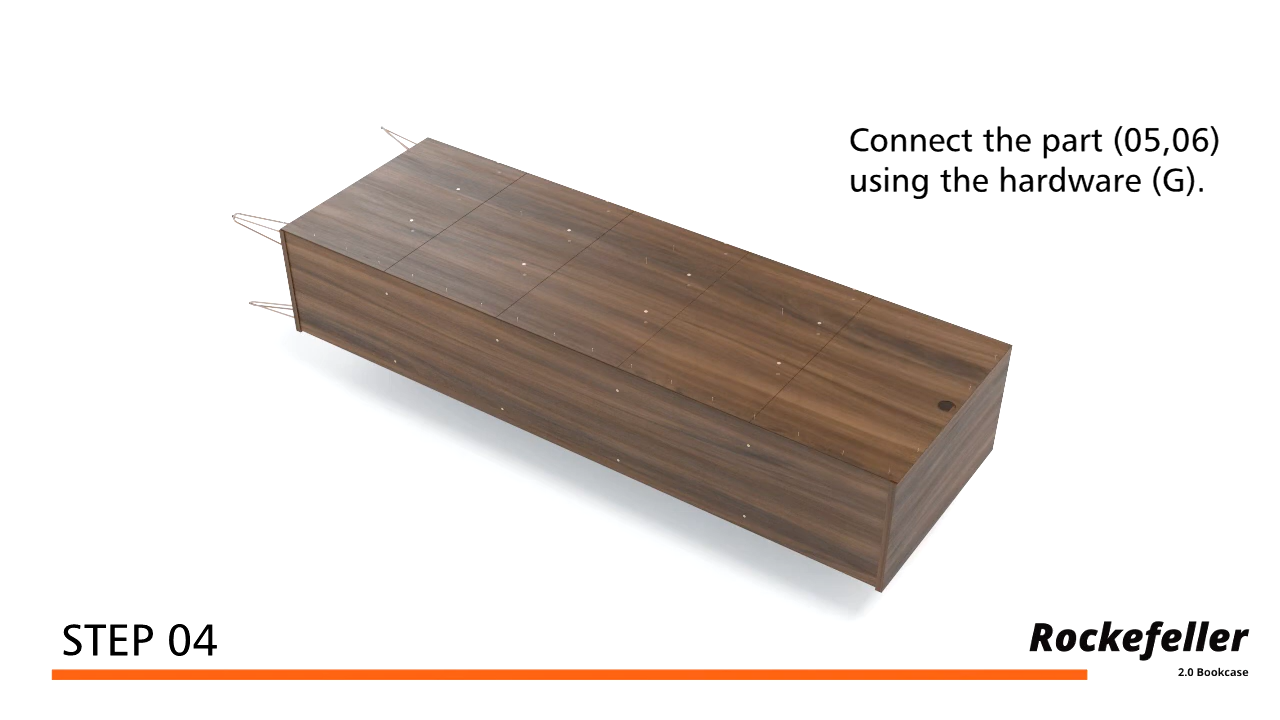 Connect the part (05,06)
using the hardware (G).
STEP 04
Rockefeller
2.0 Bookcase